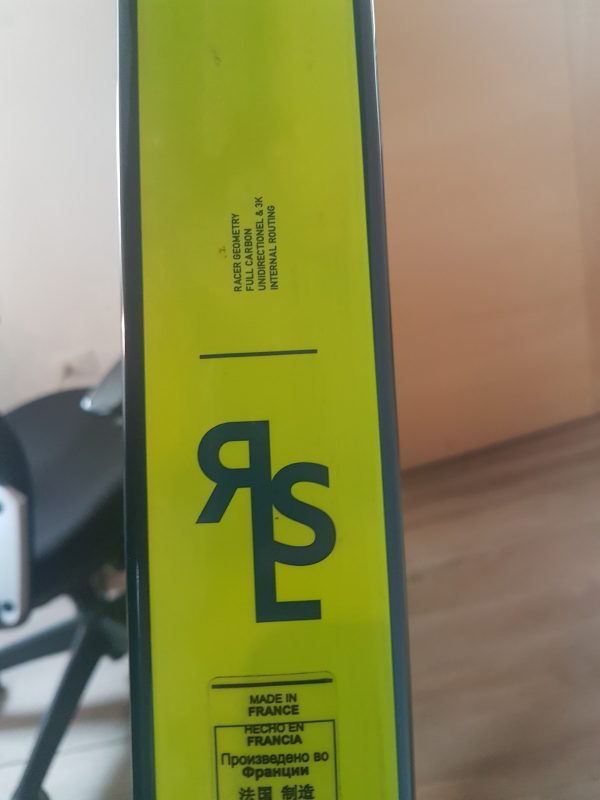 RACER GEOMETRY
FULL CARBON
UNIDIRECTIONEL & 3K
INTERNAL ROUTING
RSL
MADE IN
FRANCE
HECHO EN
FRANCIA
Произведено во
Франции
法国 制造